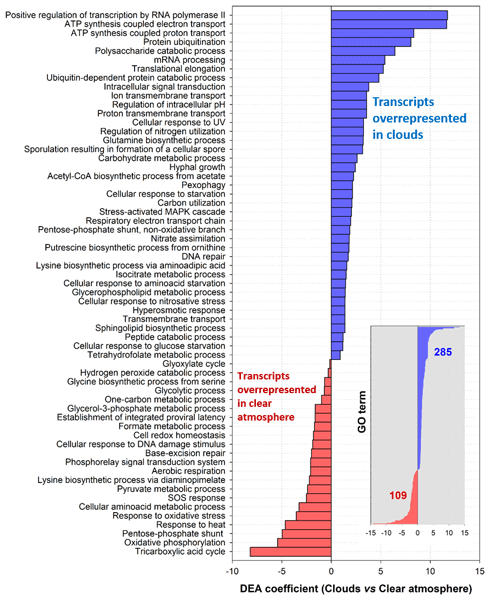 Positive regulation of transcription by RNA polymerase II
ATP synthesis coupled electron transport
ATP synthesis coupled proton transport
Protein ubiquitination
Polysaccharide catabolic process
mRNA processing
Translational elongation
Ubiquitin-dependent protein catabolic process
Intracellular signal transduction
Ion transmembrane transport
Regulation of intracellular pH
Proton transmembrane transport
Cellular response to UV
Regulation of nitrogen utilization
Glutamine biosynthetic process
Sporulation resulting in formation of a cellular spore
Carbohydrate metabolic process
Hyphal growth
Acetyl-CoA biosynthetic process from acetate
Pexophagy
Cellular response to starvation
Carbon utilization
Stress-activated MAPK cascade
Respiratory electron transport chain
Pentose-phosphate shunt, non-oxidative branch
Nitrate assimilation
Putrescine biosynthetic process from ornithine
DNA repair
Lysine biosynthetic process via aminoadipic acid
Isocitrate metabolic process
Cellular response to aminoacid starvation
Glycerophospholipid metabolic process
Cellular response to nitrosative stress
Hyperosmotic response
Transmembrane transport
Sphingolipid biosynthetic process
Peptide catabolic process
Cellular response to glucose starvation
Tetrahydrofolate metabolic process
Glyoxylate cycle
Hydrogen peroxide catabolic process
Glycine biosynthetic process from serine
Glycolytic process
One-carbon metabolic process
Glycerol-3-phosphate metabolic process
Establishment of integrated proviral latency
Formate metabolic process
Cell redox homeostasis
Cellular response to DNA damage stimulus
Base-excision repair
Phosphorelay signal transduction system
Aerobic respiration
Lysine biosynthetic process via diaminopimelate
Pyruvate metabolic process
SOS response
Cellular aminoacid metabolic process
Response to oxidative stress
Response to heat
Pentose-phosphate shunt
Oxidative phosphorylation
Tricarboxylic acid cycle
Transcripts
overrepresented
in clouds
Transcripts
overrepresented
in clear
atmosphere
GO term
285
109
-15 -10 -5 0 5 10 15
-10 -5 0 5 10 15
DEA coefficient (Clouds vs Clear atmosphere)